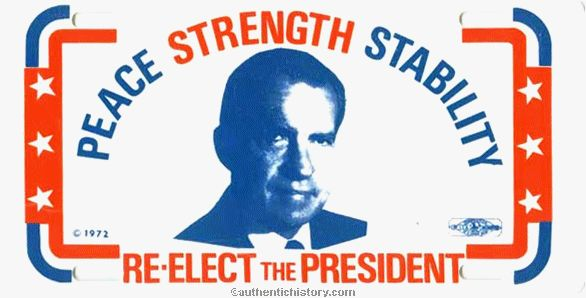 PEACE STRENGTH STABILITY
© 1972
RE·ELECT THE PRESIDENT
©authentichistory.com